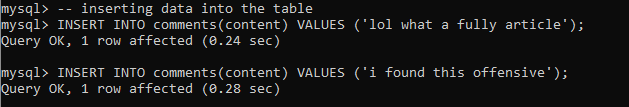 mysql> -- inserting data into the table
mysql> INSERT INTO comments(content) VALUES ('lol what a fully article');
Query OK, 1 row affected (0.24 sec)
mysql> INSERT INTO comments(content) VALUES ('i found this offensive');
Query OK, 1 row affected (0.28 sec)